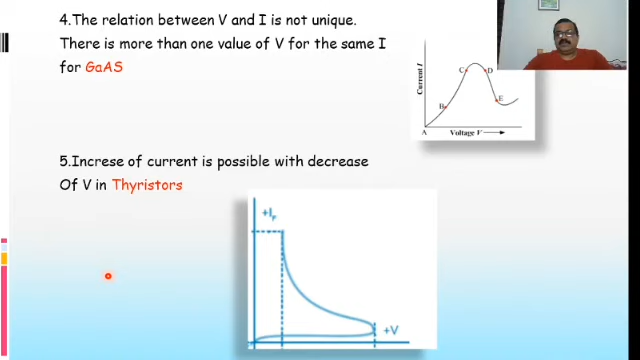 4.The relation between V and I is not unique.
There is more than one value of V for the same I
for GaAS
Current I
A
B
C
D
E
Voltage V
5.Increse of current is possible with decrease
Of V in Thyristors
+I_F
+V